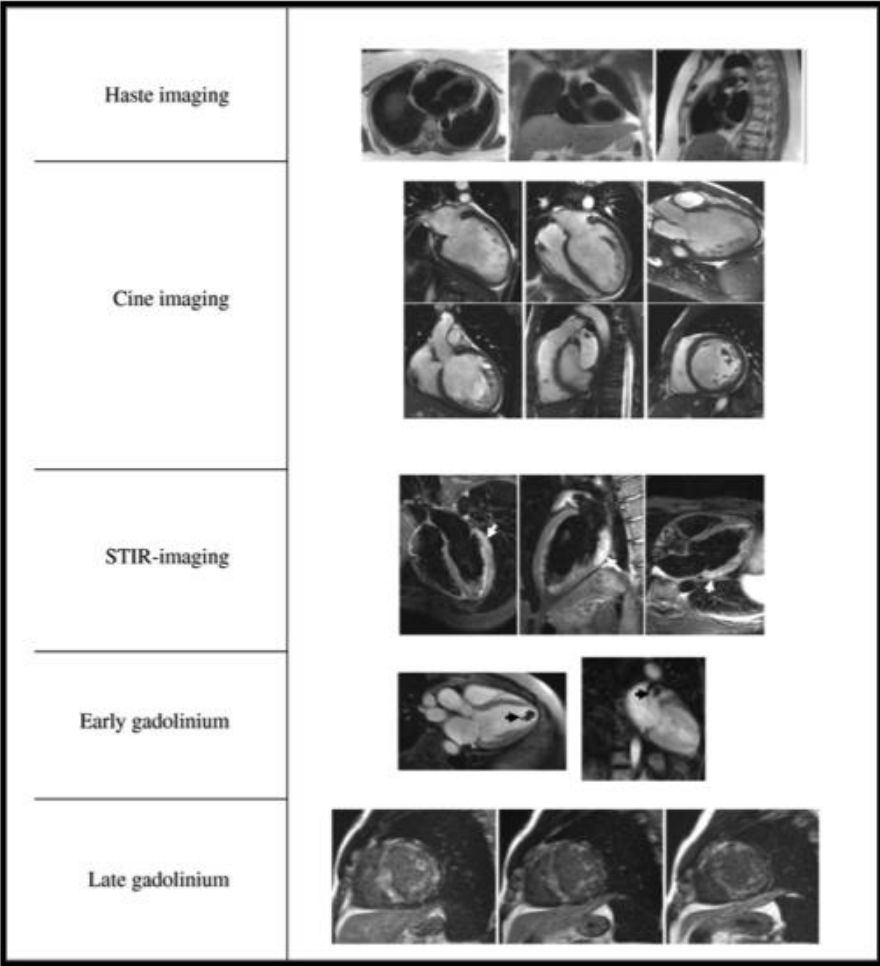 Haste imaging
Cine imaging
STIR-imaging
Early gadolinium
Late gadolinium